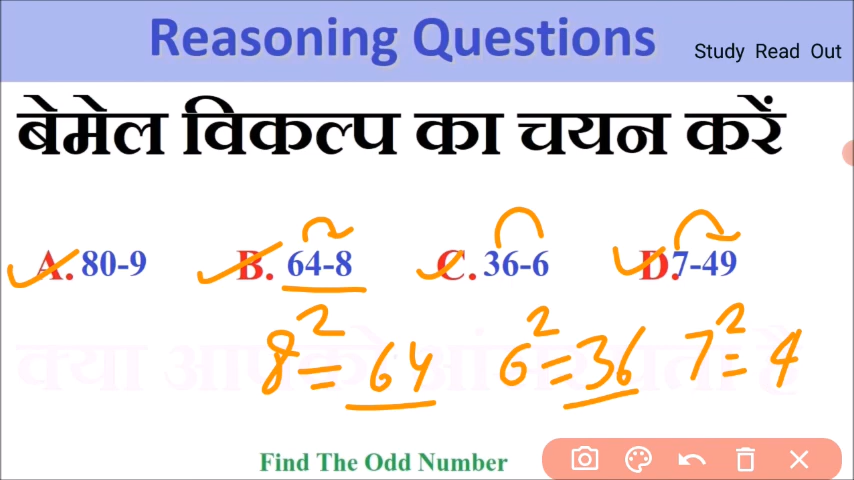 Reasoning Questions
Study Read Out
बेमेल विकल्प का चयन करें
A. 80-9 B. 64-8 C. 36-6 D.7-49
8² = 64 6² = 36 7² = 4
Find The Odd Number